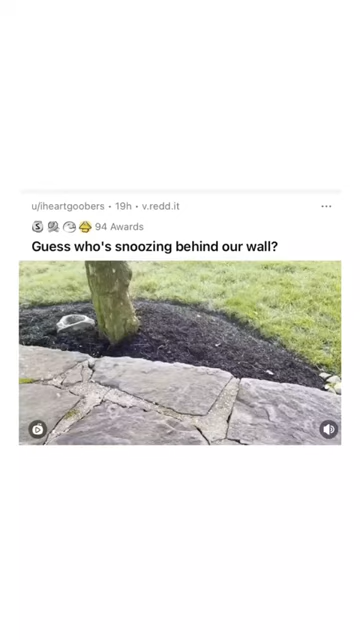 u/iheartgoobers • 19h • v.redd.it
94 Awards
Guess who's snoozing behind our wall?